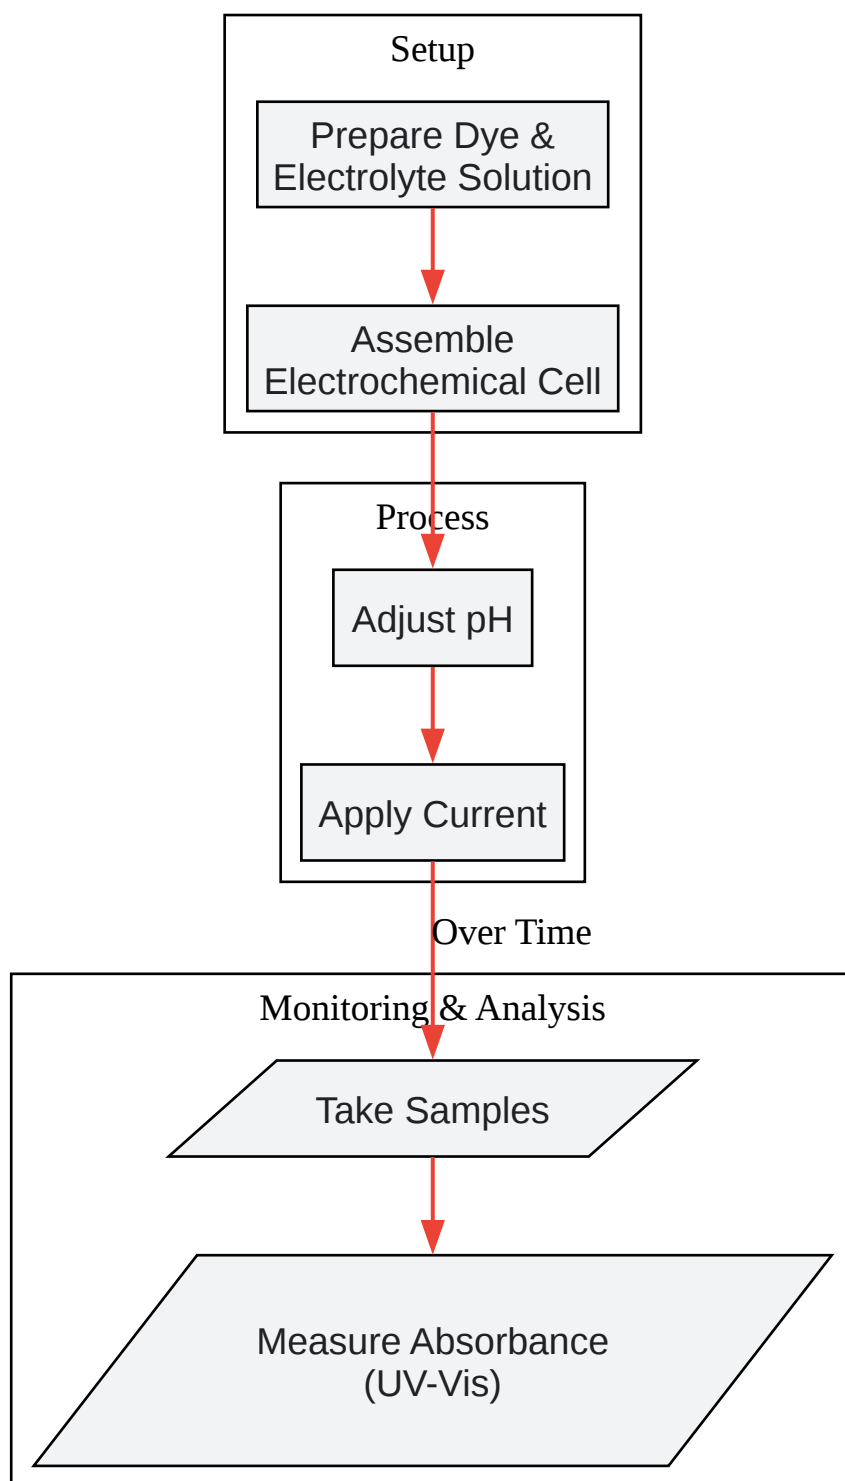 Setup
Prepare Dye &
Electrolyte Solution
Assemble
Electrochemical Cell
Process
Adjust pH
Apply Current
Over Time
Monitoring & Analysis
Take Samples
Measure Absorbance
(UV-Vis)